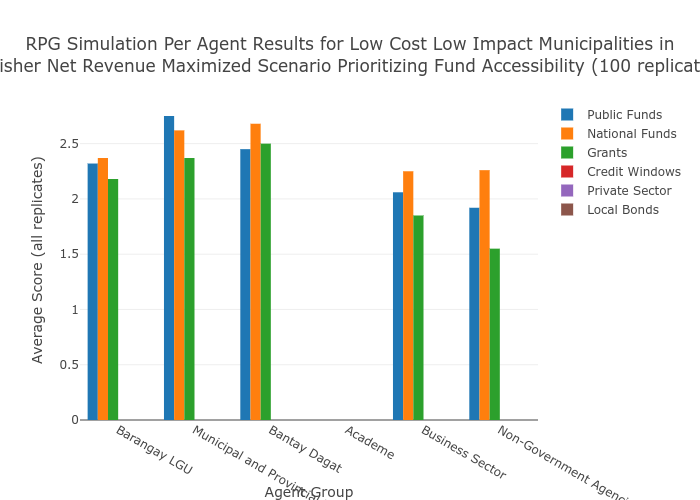 RPG Simulation Per Agent Results for Low Cost Low Impact Municipalities in
isher Net Revenue Maximized Scenario Prioritizing Fund Accessibility (100 replicat
Public Funds
National Funds
Grants
Credit Windows
Private Sector
Local Bonds
Average Score (all replicates)
2.5
2
1.5
1
0.5
0
Barangay LGU
Municipal and Provincial
Bantay Dagat
Academe
Business Sector
Non-Government Agenci
Agent Group